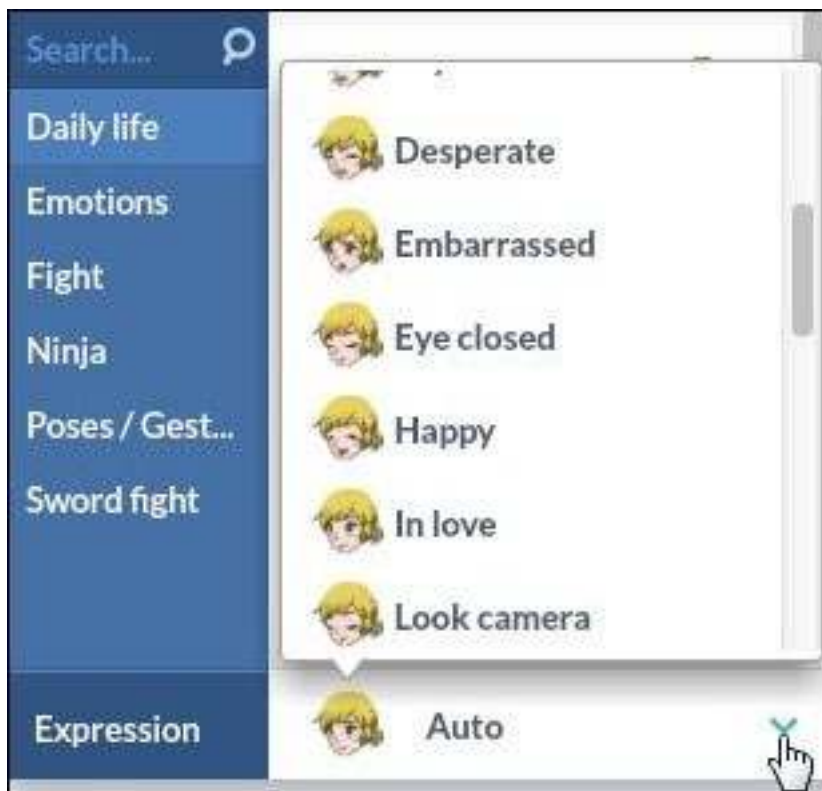 Search...
Daily life
Emotions
Fight
Ninja
Poses / Gest...
Sword fight
Desperate
Embarrassed
Eye closed
Happy
In love
Look camera
Expression
Auto